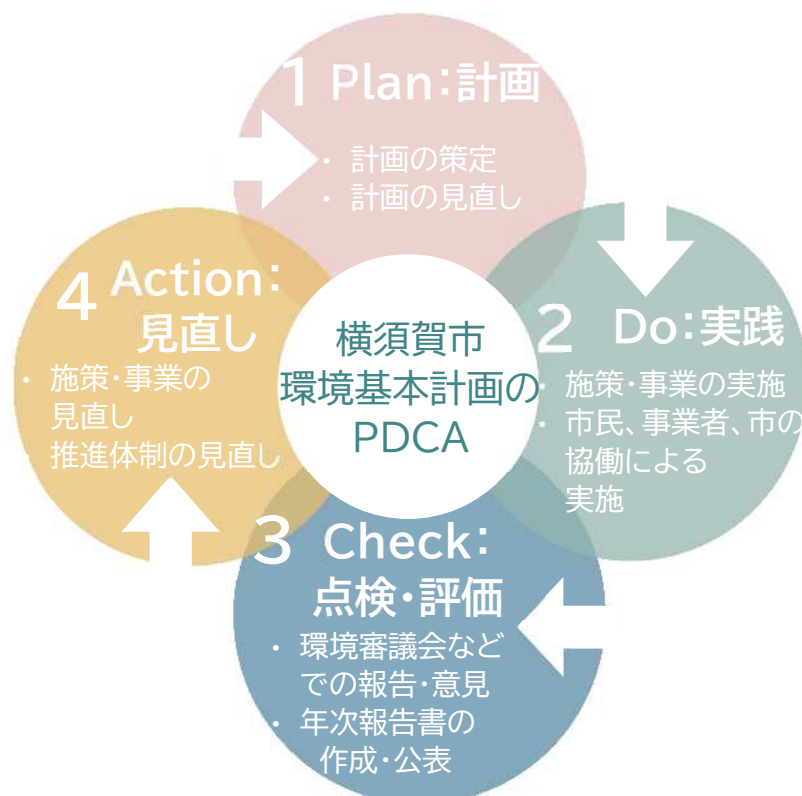 1 Plan:計画
・ 計画の策定
・ 計画の見直し
2 Do:実践
・ 施策・事業の実施
・ 市民、事業者、市の
協働による
実施
3 Check:
点検・評価
・ 環境審議会など
での報告・意見
・ 年次報告書の
作成・公表
4 Action:
見直し
・ 施策・事業の
見直し
推進体制の見直し
横須賀市
環境基本計画の
PDCA